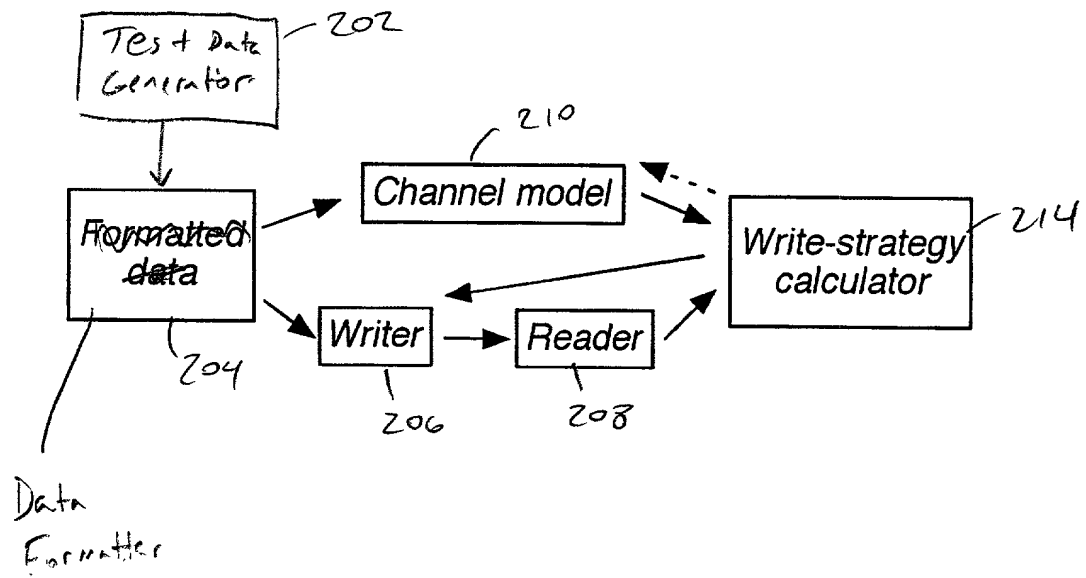 Test Data
Generator
202
210
Channel model
Formatted
data
Write-strategy
calculator
214
Writer
Reader
204
206
208
Data
Formatter